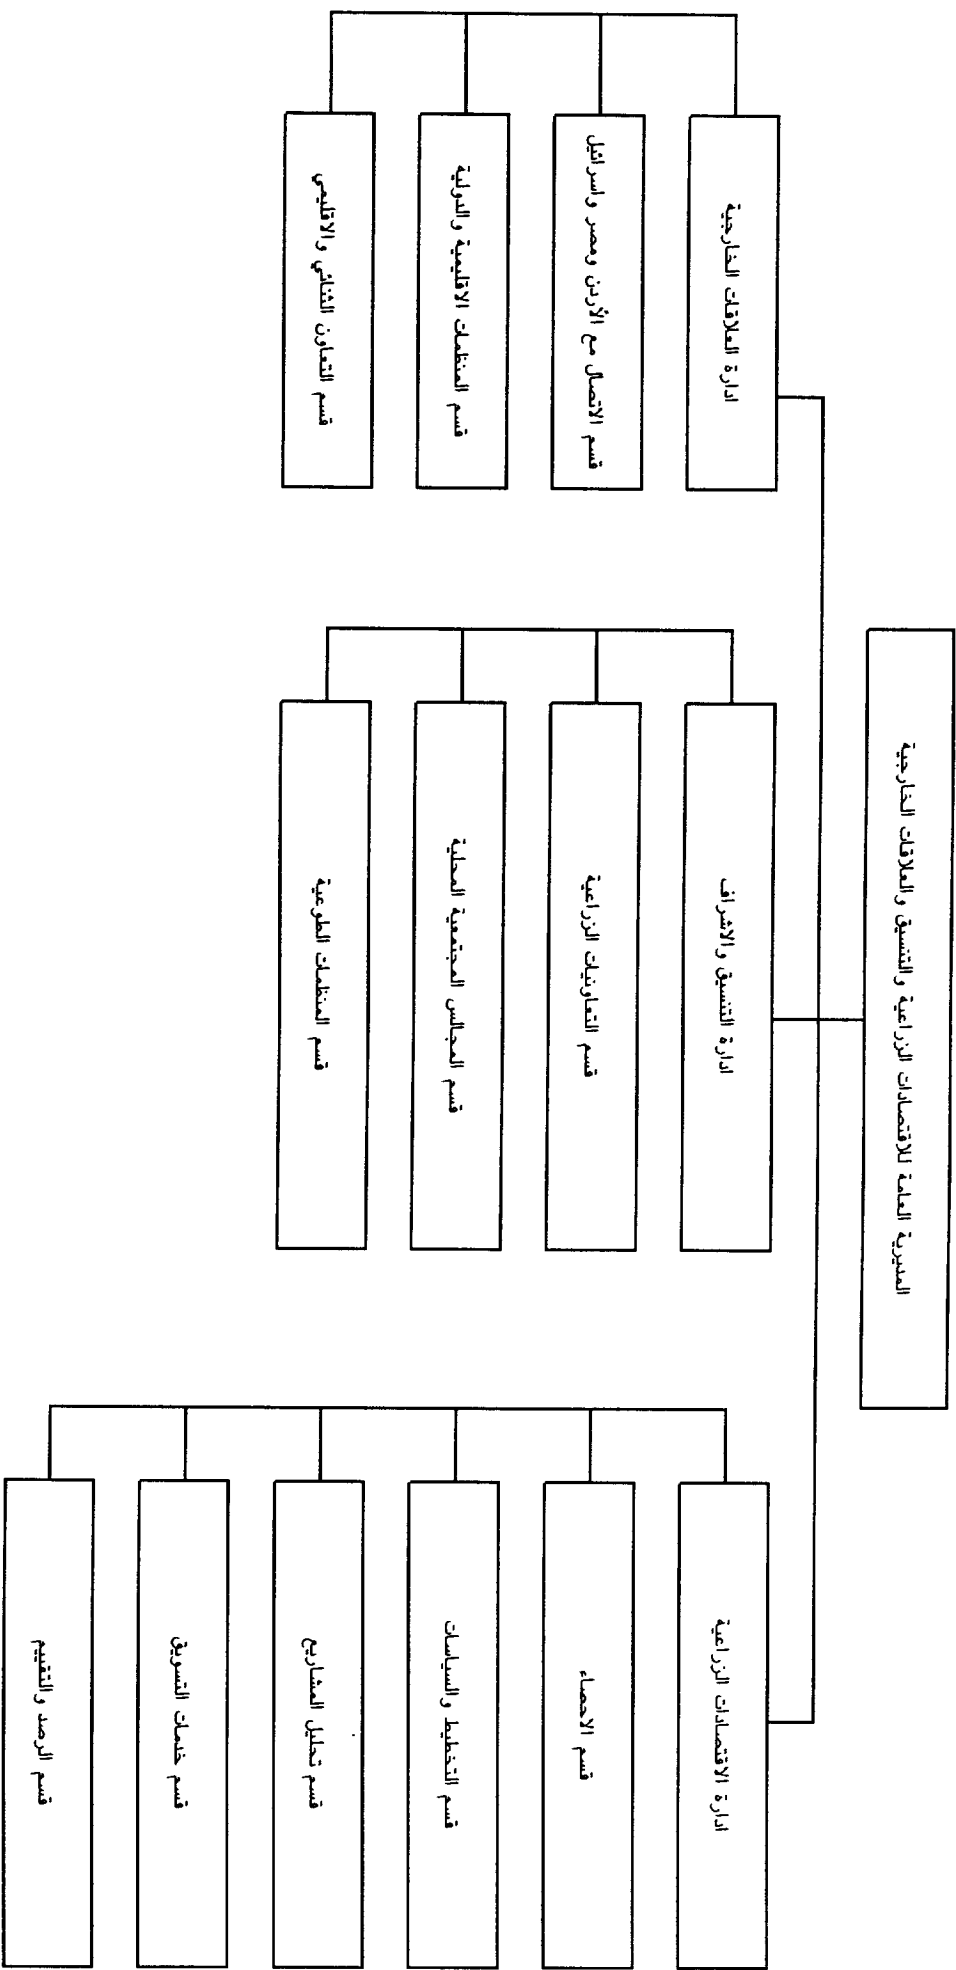 المديرية العامة للاقتصادات الزراعية والتنسيق والعلاقات الخارجية
ادارة الاقتصادات الزراعية
قسم الاحصاء
قسم التخطيط والسياسات
قسم تحليل المشاريع
قسم خدمات التسويق
قسم الرصد والتقييم
ادارة التنسيق والاشراف
قسم التعاونيات الزراعية
قسم المجالس المجتمعية المحلية
قسم المنظمات الطوعية
ادارة العلاقات الخارجية
قسم الاتصال مع الأردن ومصر واسرائيل
قسم المنظمات الاقليمية والدولية
قسم التعاون الثنائي والاقليمي